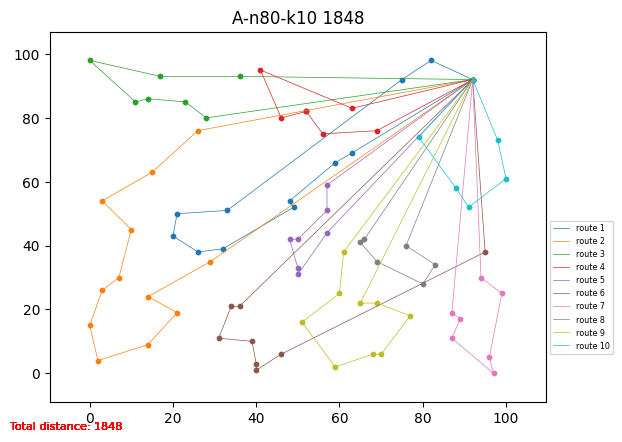 A-n80-k10 1848
100
80
60
40
20
0
0 20 40 60 80 100
route 1
route 2
route 3
route 4
route 5
route 6
route 7
route 8
route 9
route 10
Total distance: 1848